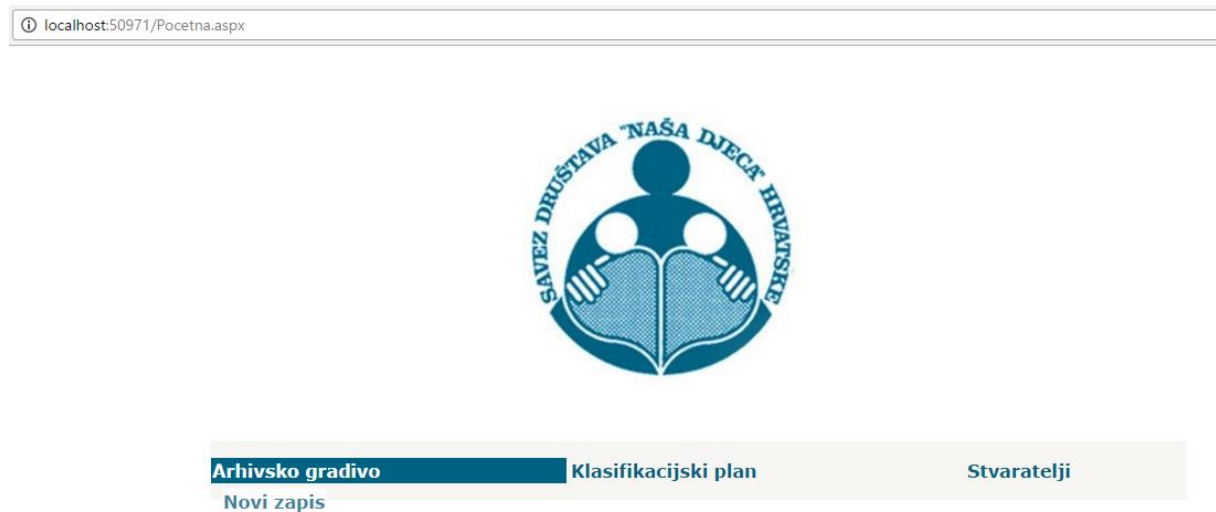 localhost:50971/Pocetna.aspx
SAVEZ DRUŠTAVA "NAŠA DJECA" HRVATSKE
Arhivsko gradivo Klasifikacijski plan Stvaratelji
Novi zapis